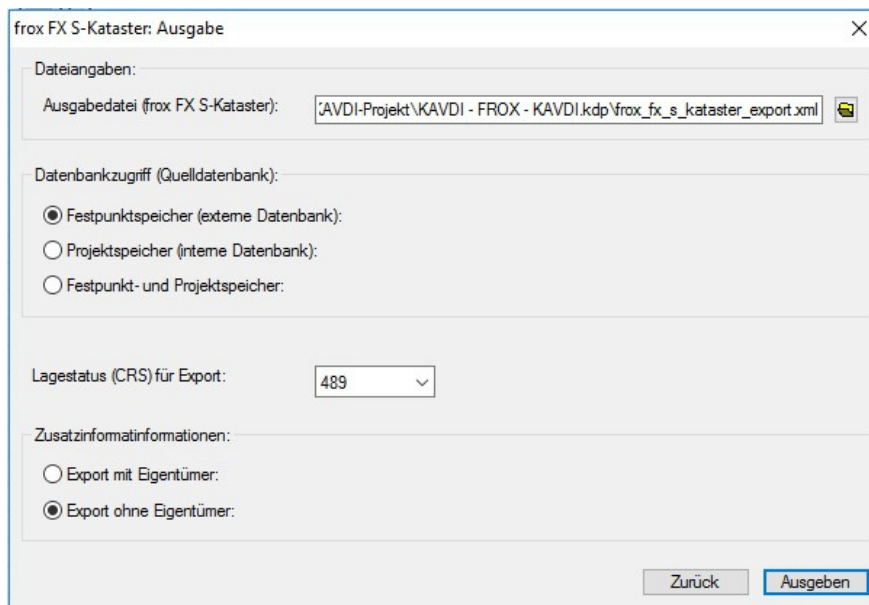 frox FX S-Kataster: Ausgabe
Dateiangaben:
Ausgabedatei (frox FX S-Kataster):
AVDI-Projekt\KAVDI - FROX - KAVDI.kdp\frox_fx_s_kataster_export.xml
Datenbankzugriff (Quelldatenbank):
Festpunktspeicher (externe Datenbank):
Projektspeicher (interne Datenbank):
Festpunkt- und Projektspeicher:
Lagestatus (CRS) für Export:
489
Zusatzinformatinformationen:
Export mit Eigentümer:
Export ohne Eigentümer:
Zurück
Ausgeben